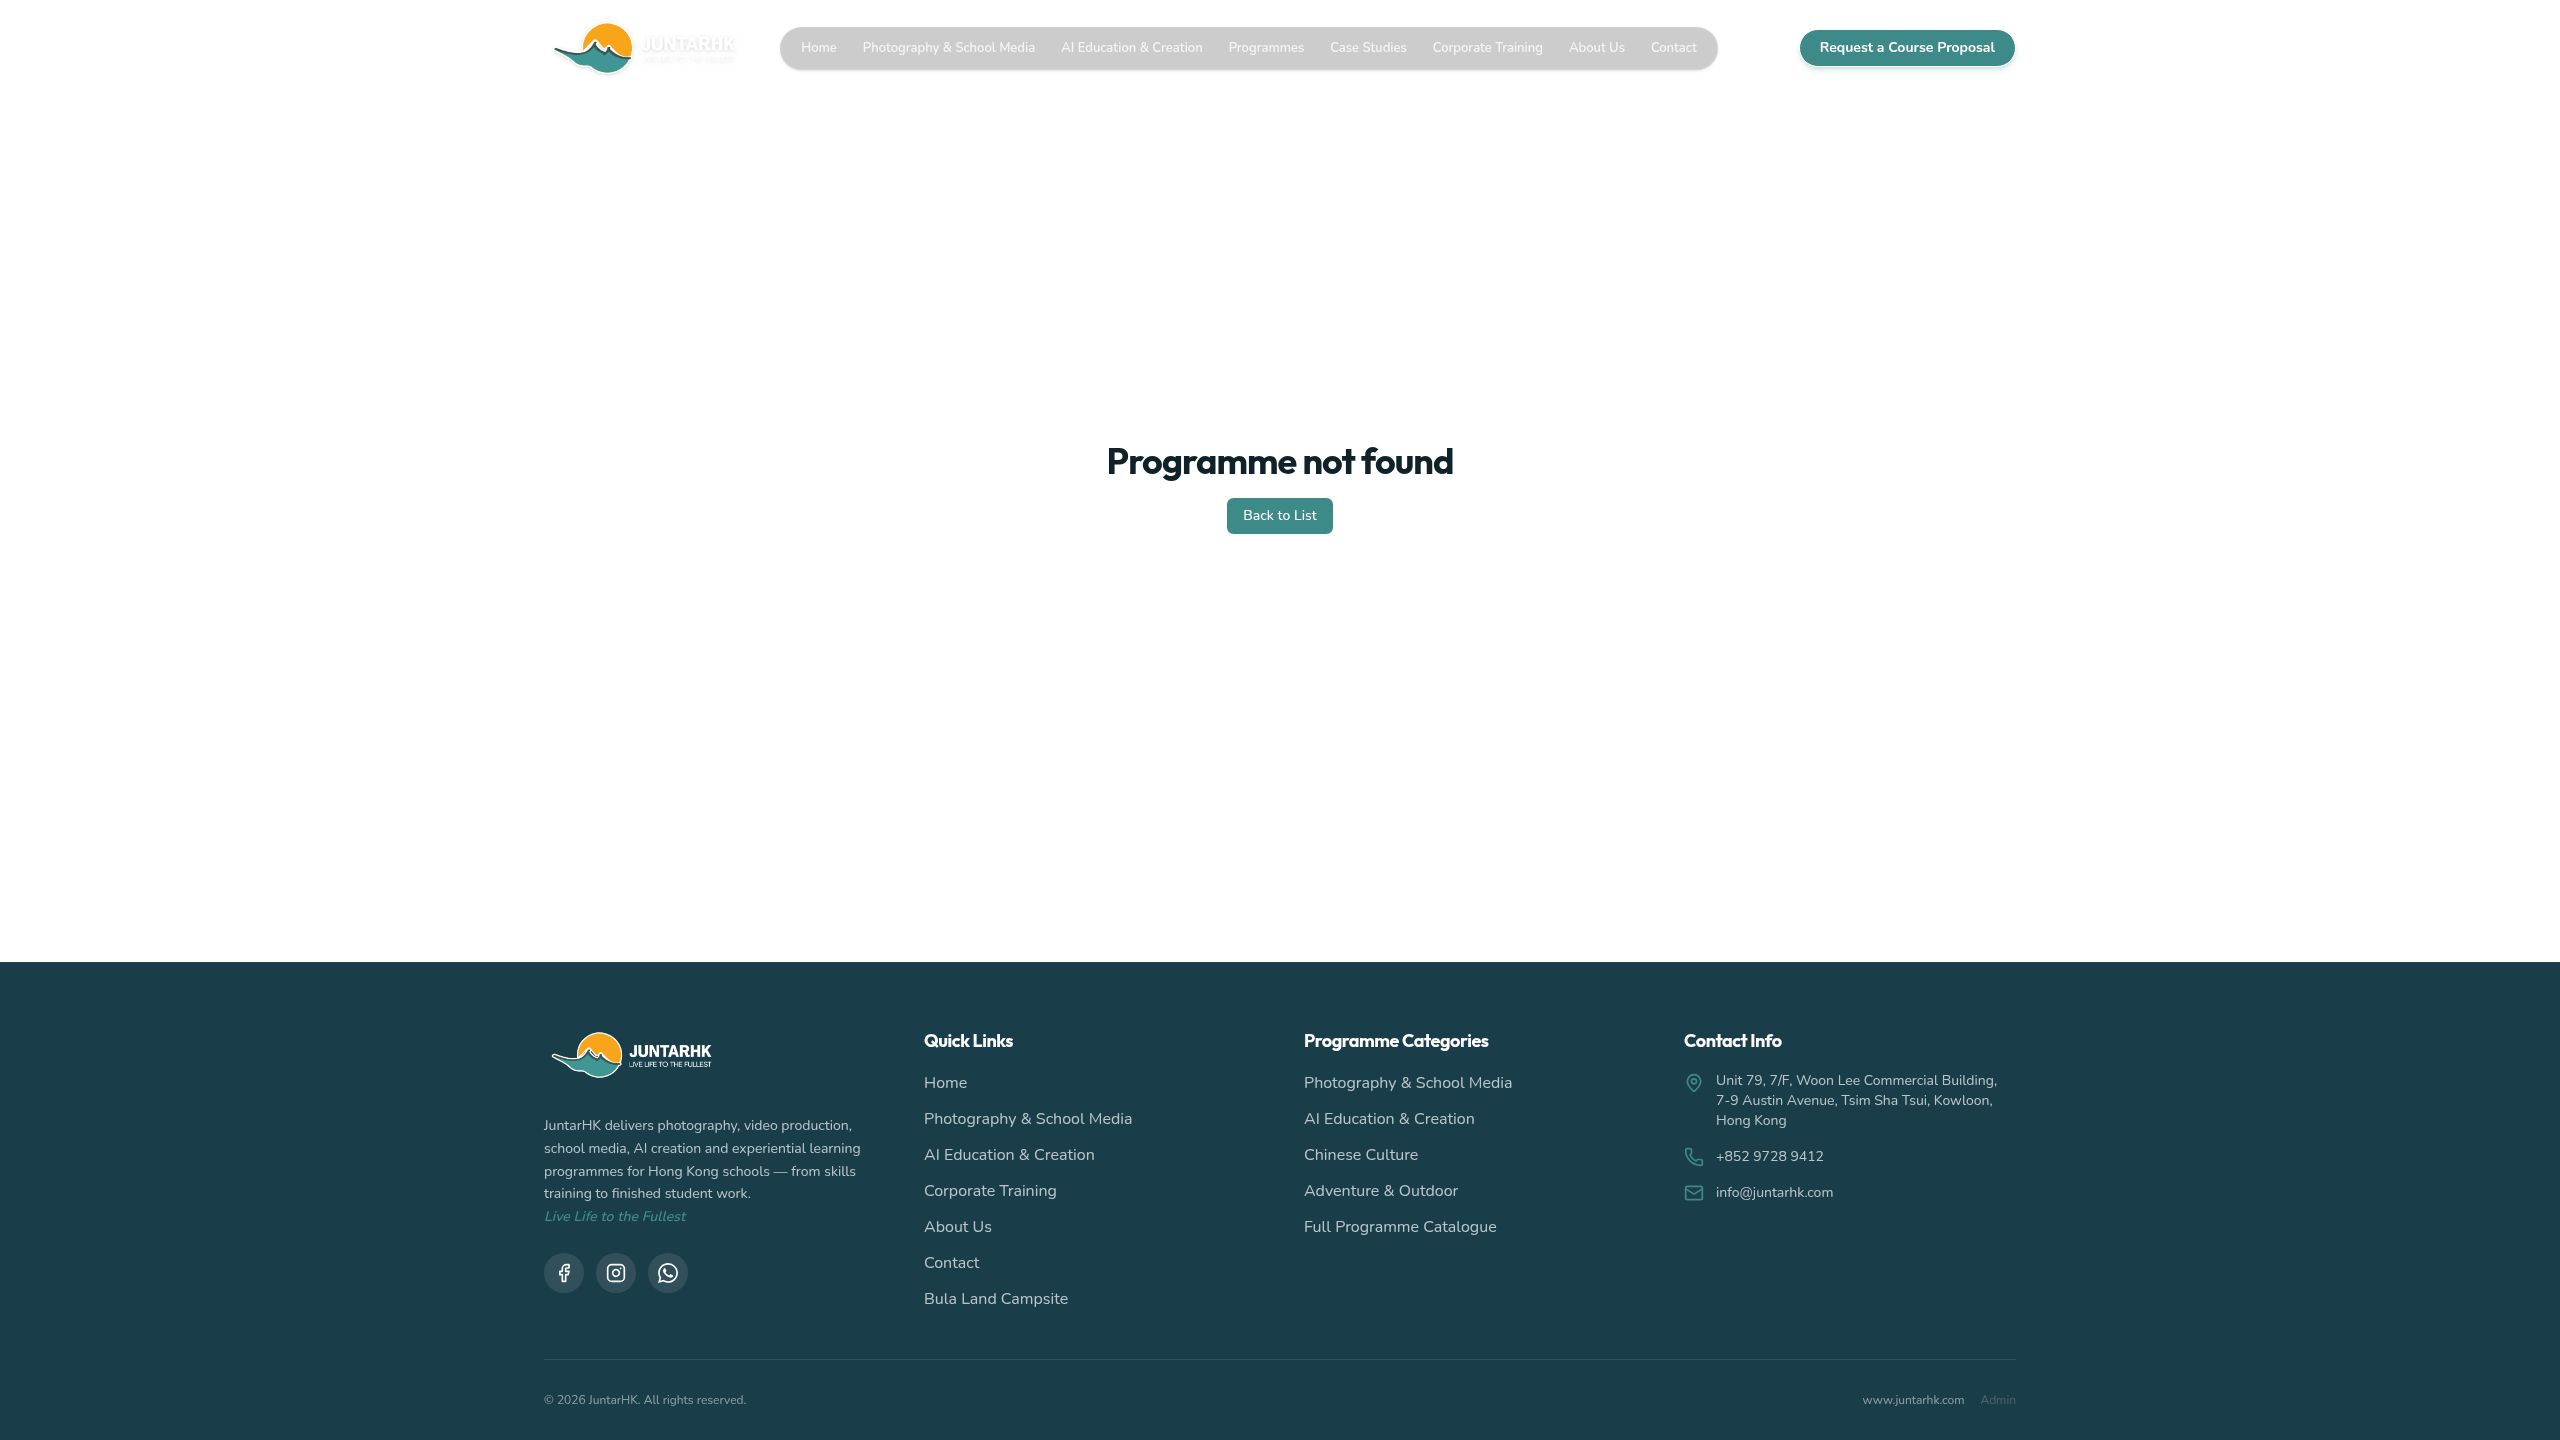 JUNTARHK
Home
Photography & School Media
AI Education & Creation
Programmes
Case Studies
Corporate Training
About Us
Contact
Request a Course Proposal
Programme not found
Back to List
JUNTARHK
LIVE LIFE TO THE FULLEST
JuntarHK delivers photography, video production,
school media, AI creation and experiential learning
programmes for Hong Kong schools — from skills
training to finished student work.
Live Life to the Fullest
Quick Links
Home
Photography & School Media
AI Education & Creation
Corporate Training
About Us
Contact
Bula Land Campsite
Programme Categories
Photography & School Media
AI Education & Creation
Chinese Culture
Adventure & Outdoor
Full Programme Catalogue
Contact Info
Unit 79, 7/F, Woon Lee Commercial Building,
7-9 Austin Avenue, Tsim Sha Tsui, Kowloon,
Hong Kong
+852 9728 9412
info@juntarhk.com
© 2026 JuntarHK. All rights reserved.
www.juntarhk.com
Admin